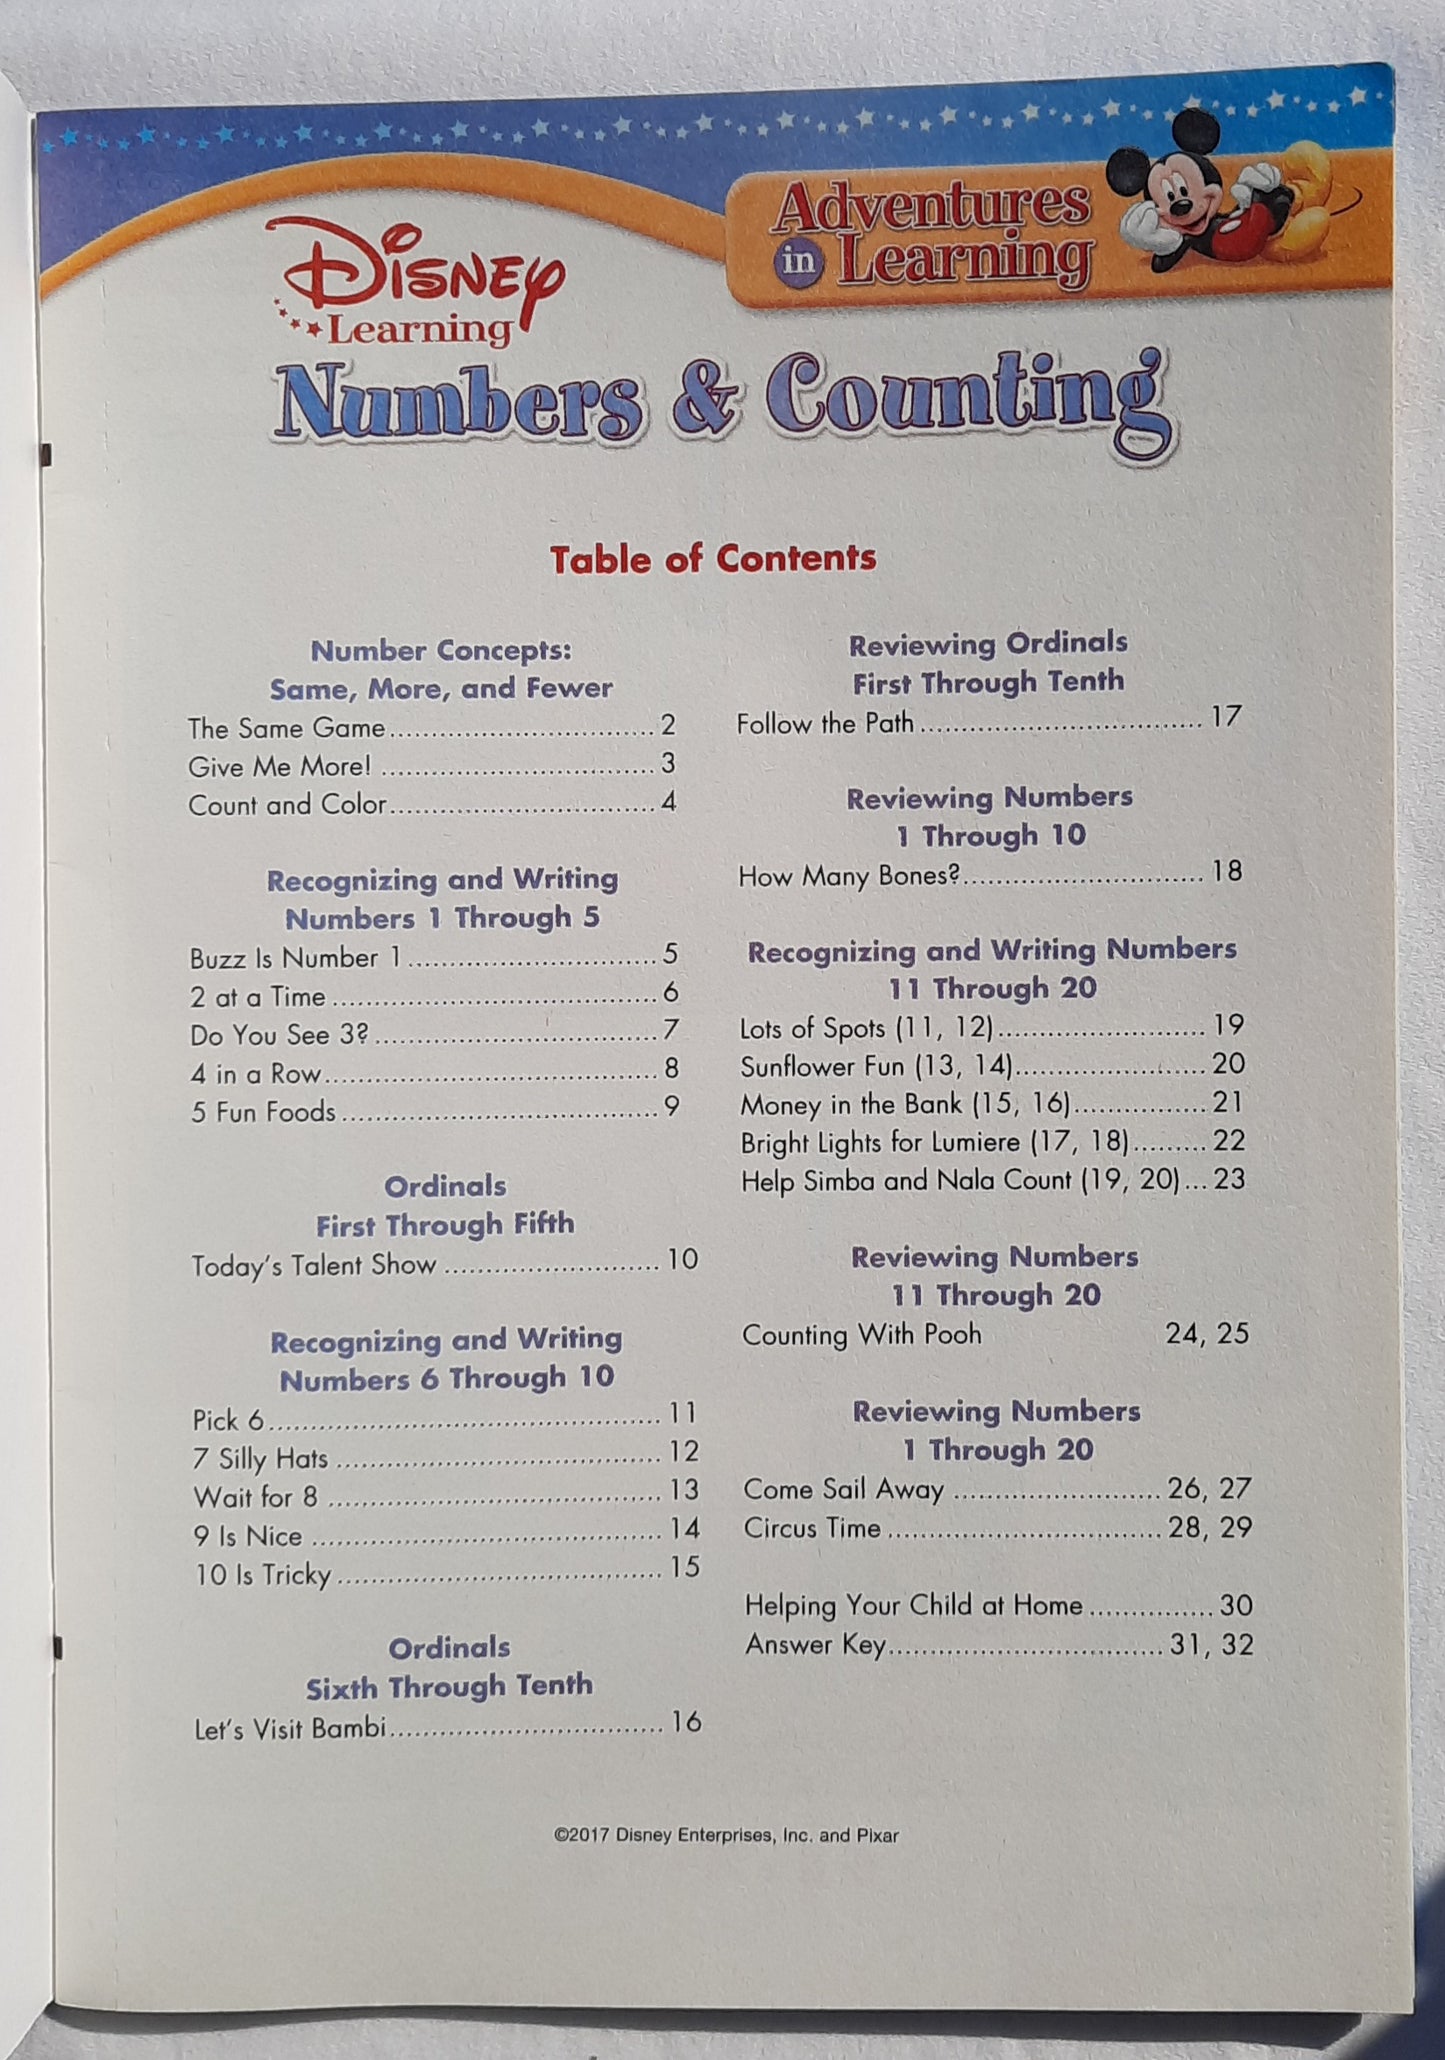 Adventures
in Learning
Disney
Learning
Numbers & Counting
Table of Contents
Number Concepts:
Same, More, and Fewer
The Same Game................................ 2
Give Me More! ................................. 3
Count and Color................................ 4
Recognizing and Writing
Numbers 1 Through 5
Buzz Is Number 1.............................. 5
2 at a Time....................................... 6
Do You See 3?.................................. 7
4 in a Row........................................ 8
5 Fun Foods...................................... 9
Ordinals
First Through Fifth
Today's Talent Show.......................... 10
Recognizing and Writing
Numbers 6 Through 10
Pick 6............................................... 11
7 Silly Hats ....................................... 12
Wait for 8 ........................................ 13
9 Is Nice .......................................... 14
10 Is Tricky....................................... 15
Ordinals
Sixth Through Tenth
Let's Visit Bambi................................. 16
Reviewing Ordinals
First Through Tenth
Follow the Path.................................. 17
Reviewing Numbers
1 Through 10
How Many Bones?............................. 18
Recognizing and Writing Numbers
11 Through 20
Lots of Spots (11, 12)......................... 19
Sunflower Fun (13, 14)....................... 20
Money in the Bank (15, 16)................ 21
Bright Lights for Lumiere (17, 18)......... 22
Help Simba and Nala Count (19, 20)... 23
Reviewing Numbers
11 Through 20
Counting With Pooh 24, 25
Reviewing Numbers
1 Through 20
Come Sail Away ......................... 26, 27
Circus Time ................................. 28, 29
Helping Your Child at Home............... 30
Answer Key................................. 31, 32
©2017 Disney Enterprises, Inc. and Pixar